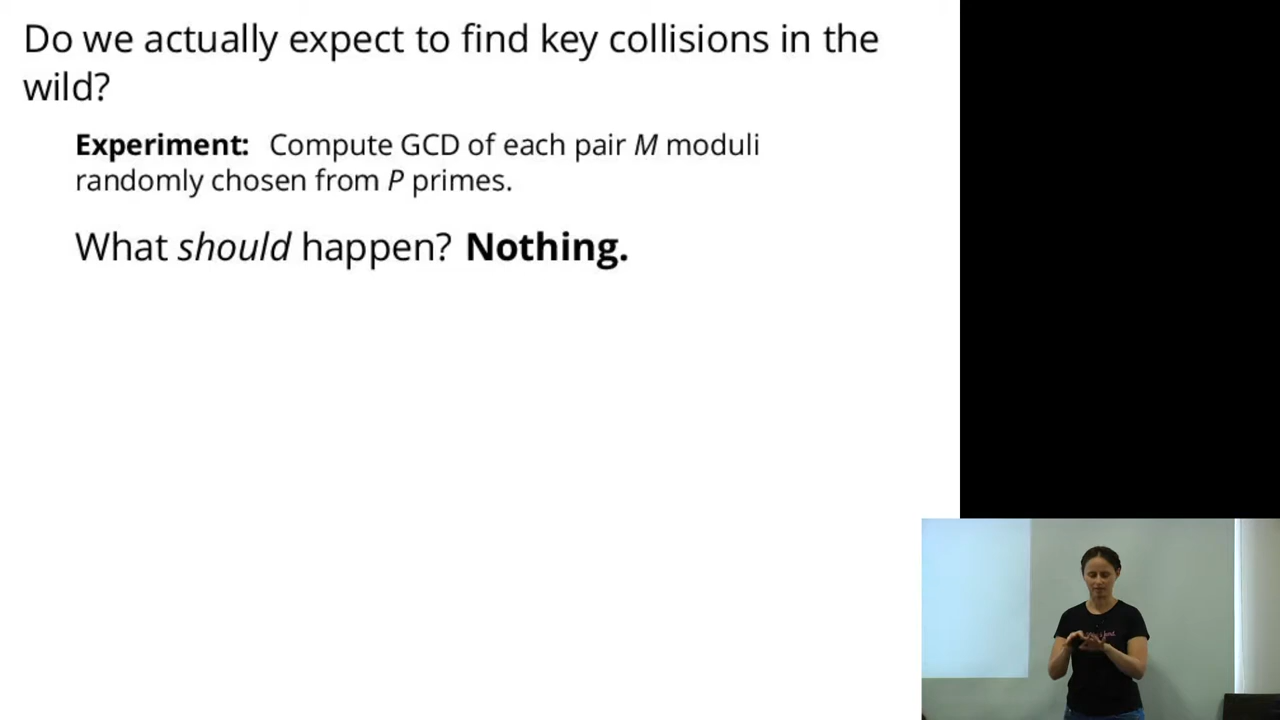 Do we actually expect to find key collisions in the
wild?
Experiment: Compute GCD of each pair M moduli
randomly chosen from P primes.
What should happen? Nothing.